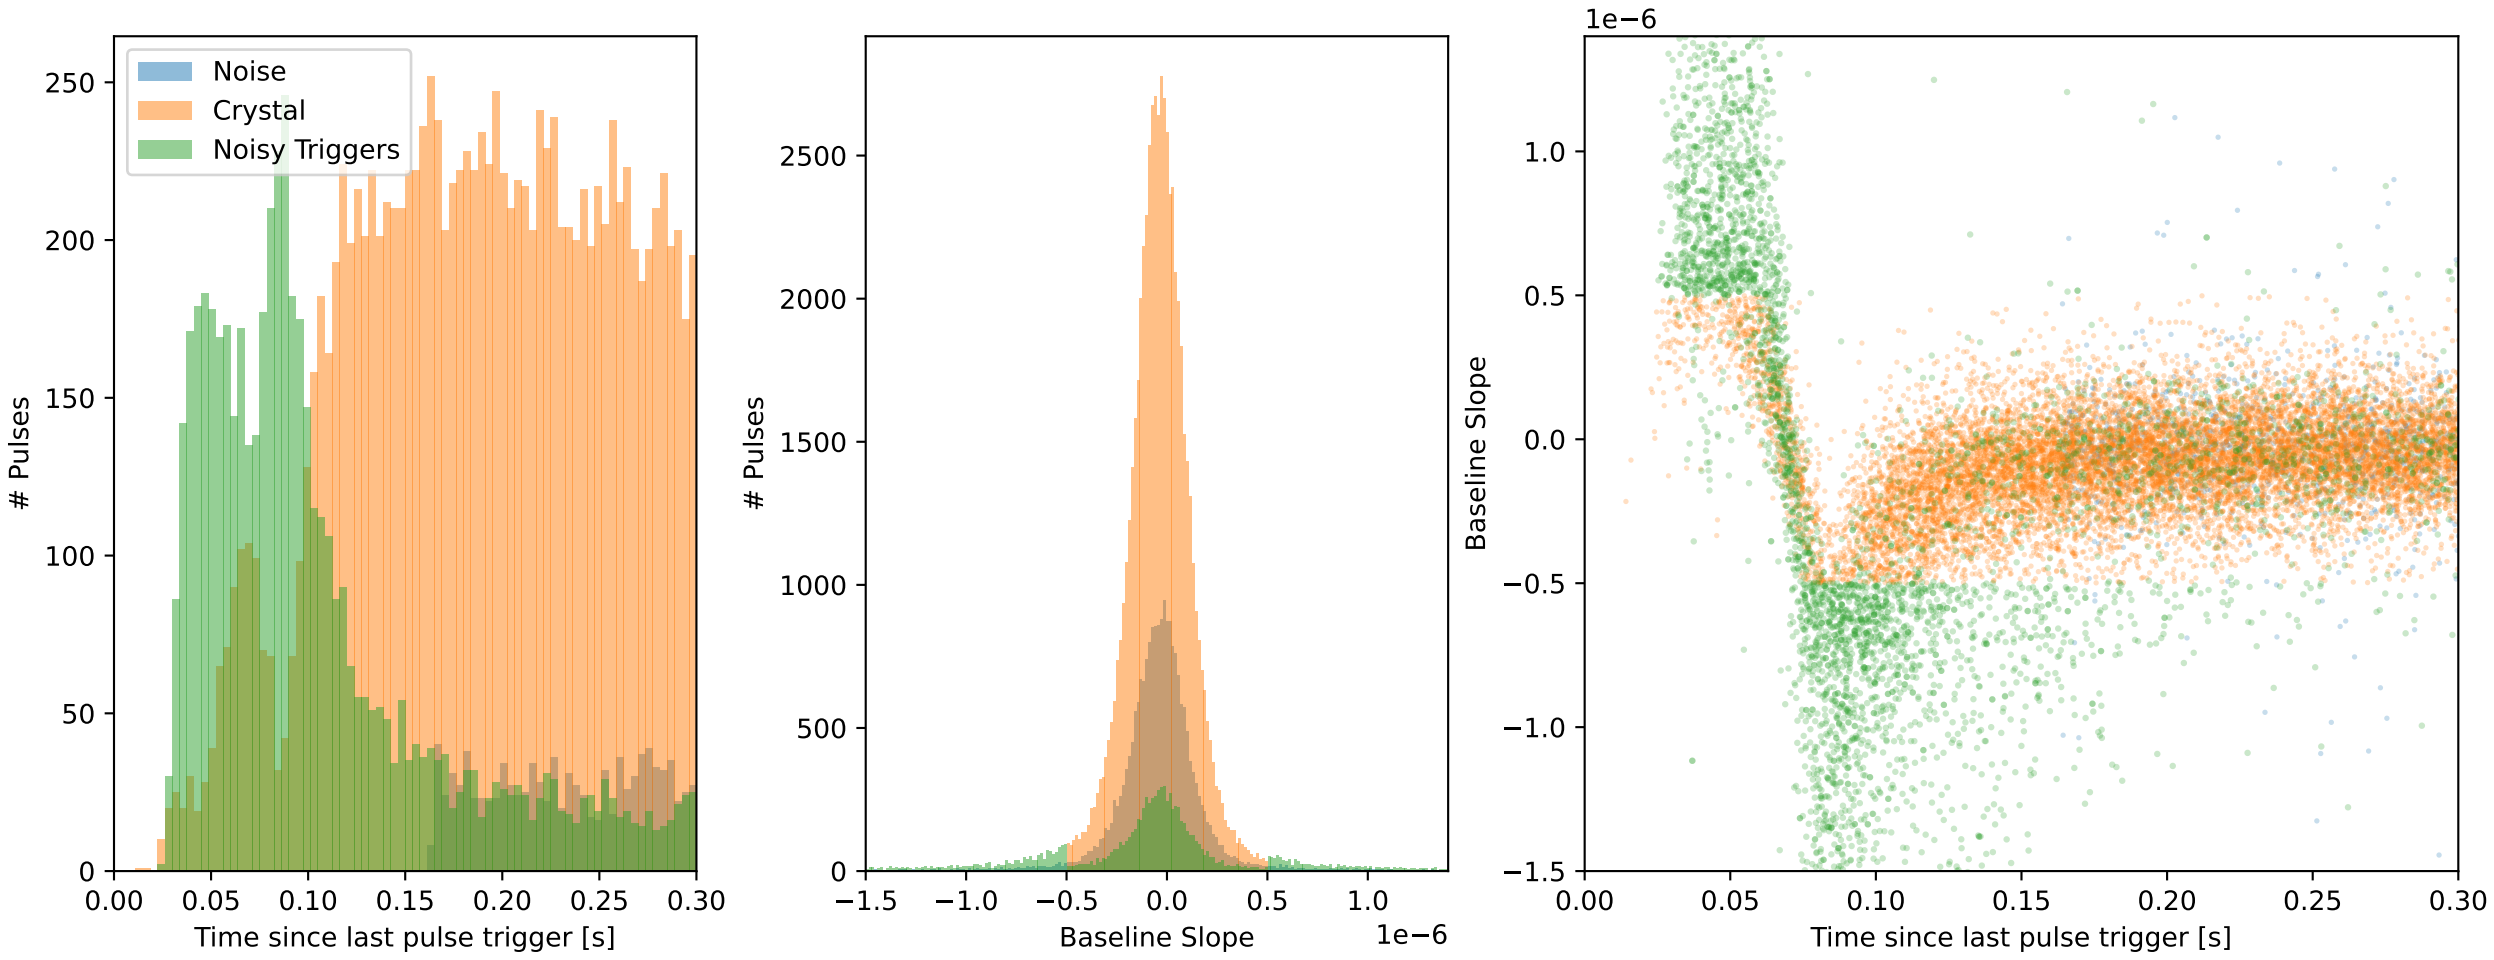 Noise
Crystal
Noisy Triggers
250
200
150
100
50
0
# Pulses
0.00 0.05 0.10 0.15 0.20 0.25 0.30
Time since last pulse trigger [s]
2500
2000
1500
1000
500
0
# Pulses
−1.5 −1.0 −0.5 0.0 0.5 1.0
1e−6
Baseline Slope
1e−6
1.0
0.5
0.0
−0.5
−1.0
−1.5
Baseline Slope
0.00 0.05 0.10 0.15 0.20 0.25 0.30
Time since last pulse trigger [s]